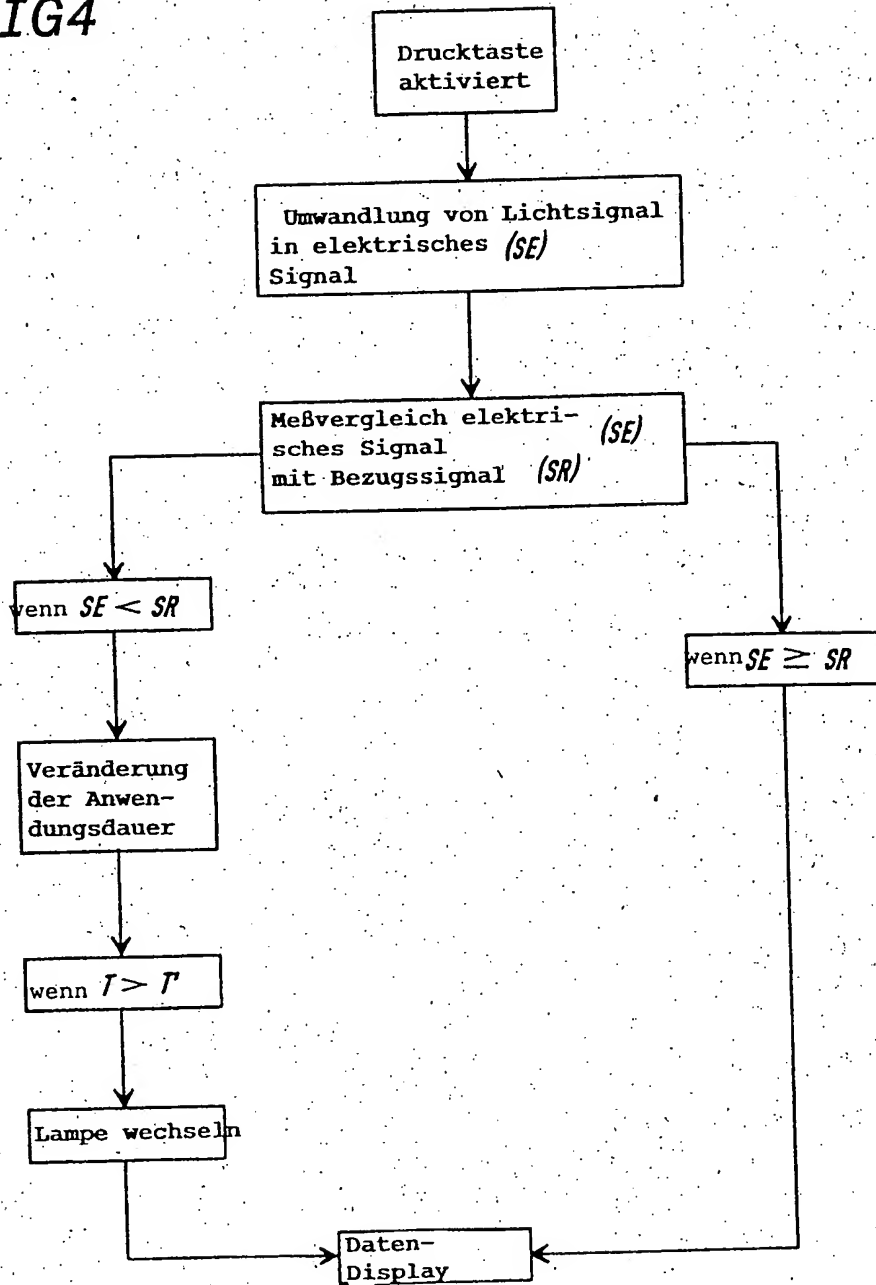 IG4
Drucktaste
aktiviert
Umwandlung von Lichtsignal
in elektrisches (SE)
Signal
Meßvergleich elektri-
sches Signal (SE)
mit Bezugssignal (SR)
wenn SE < SR
wenn SE ≥ SR
Veränderung
der Anwen-
dungsdauer
wenn T > T'
Lampe wechseln
Daten-
Display